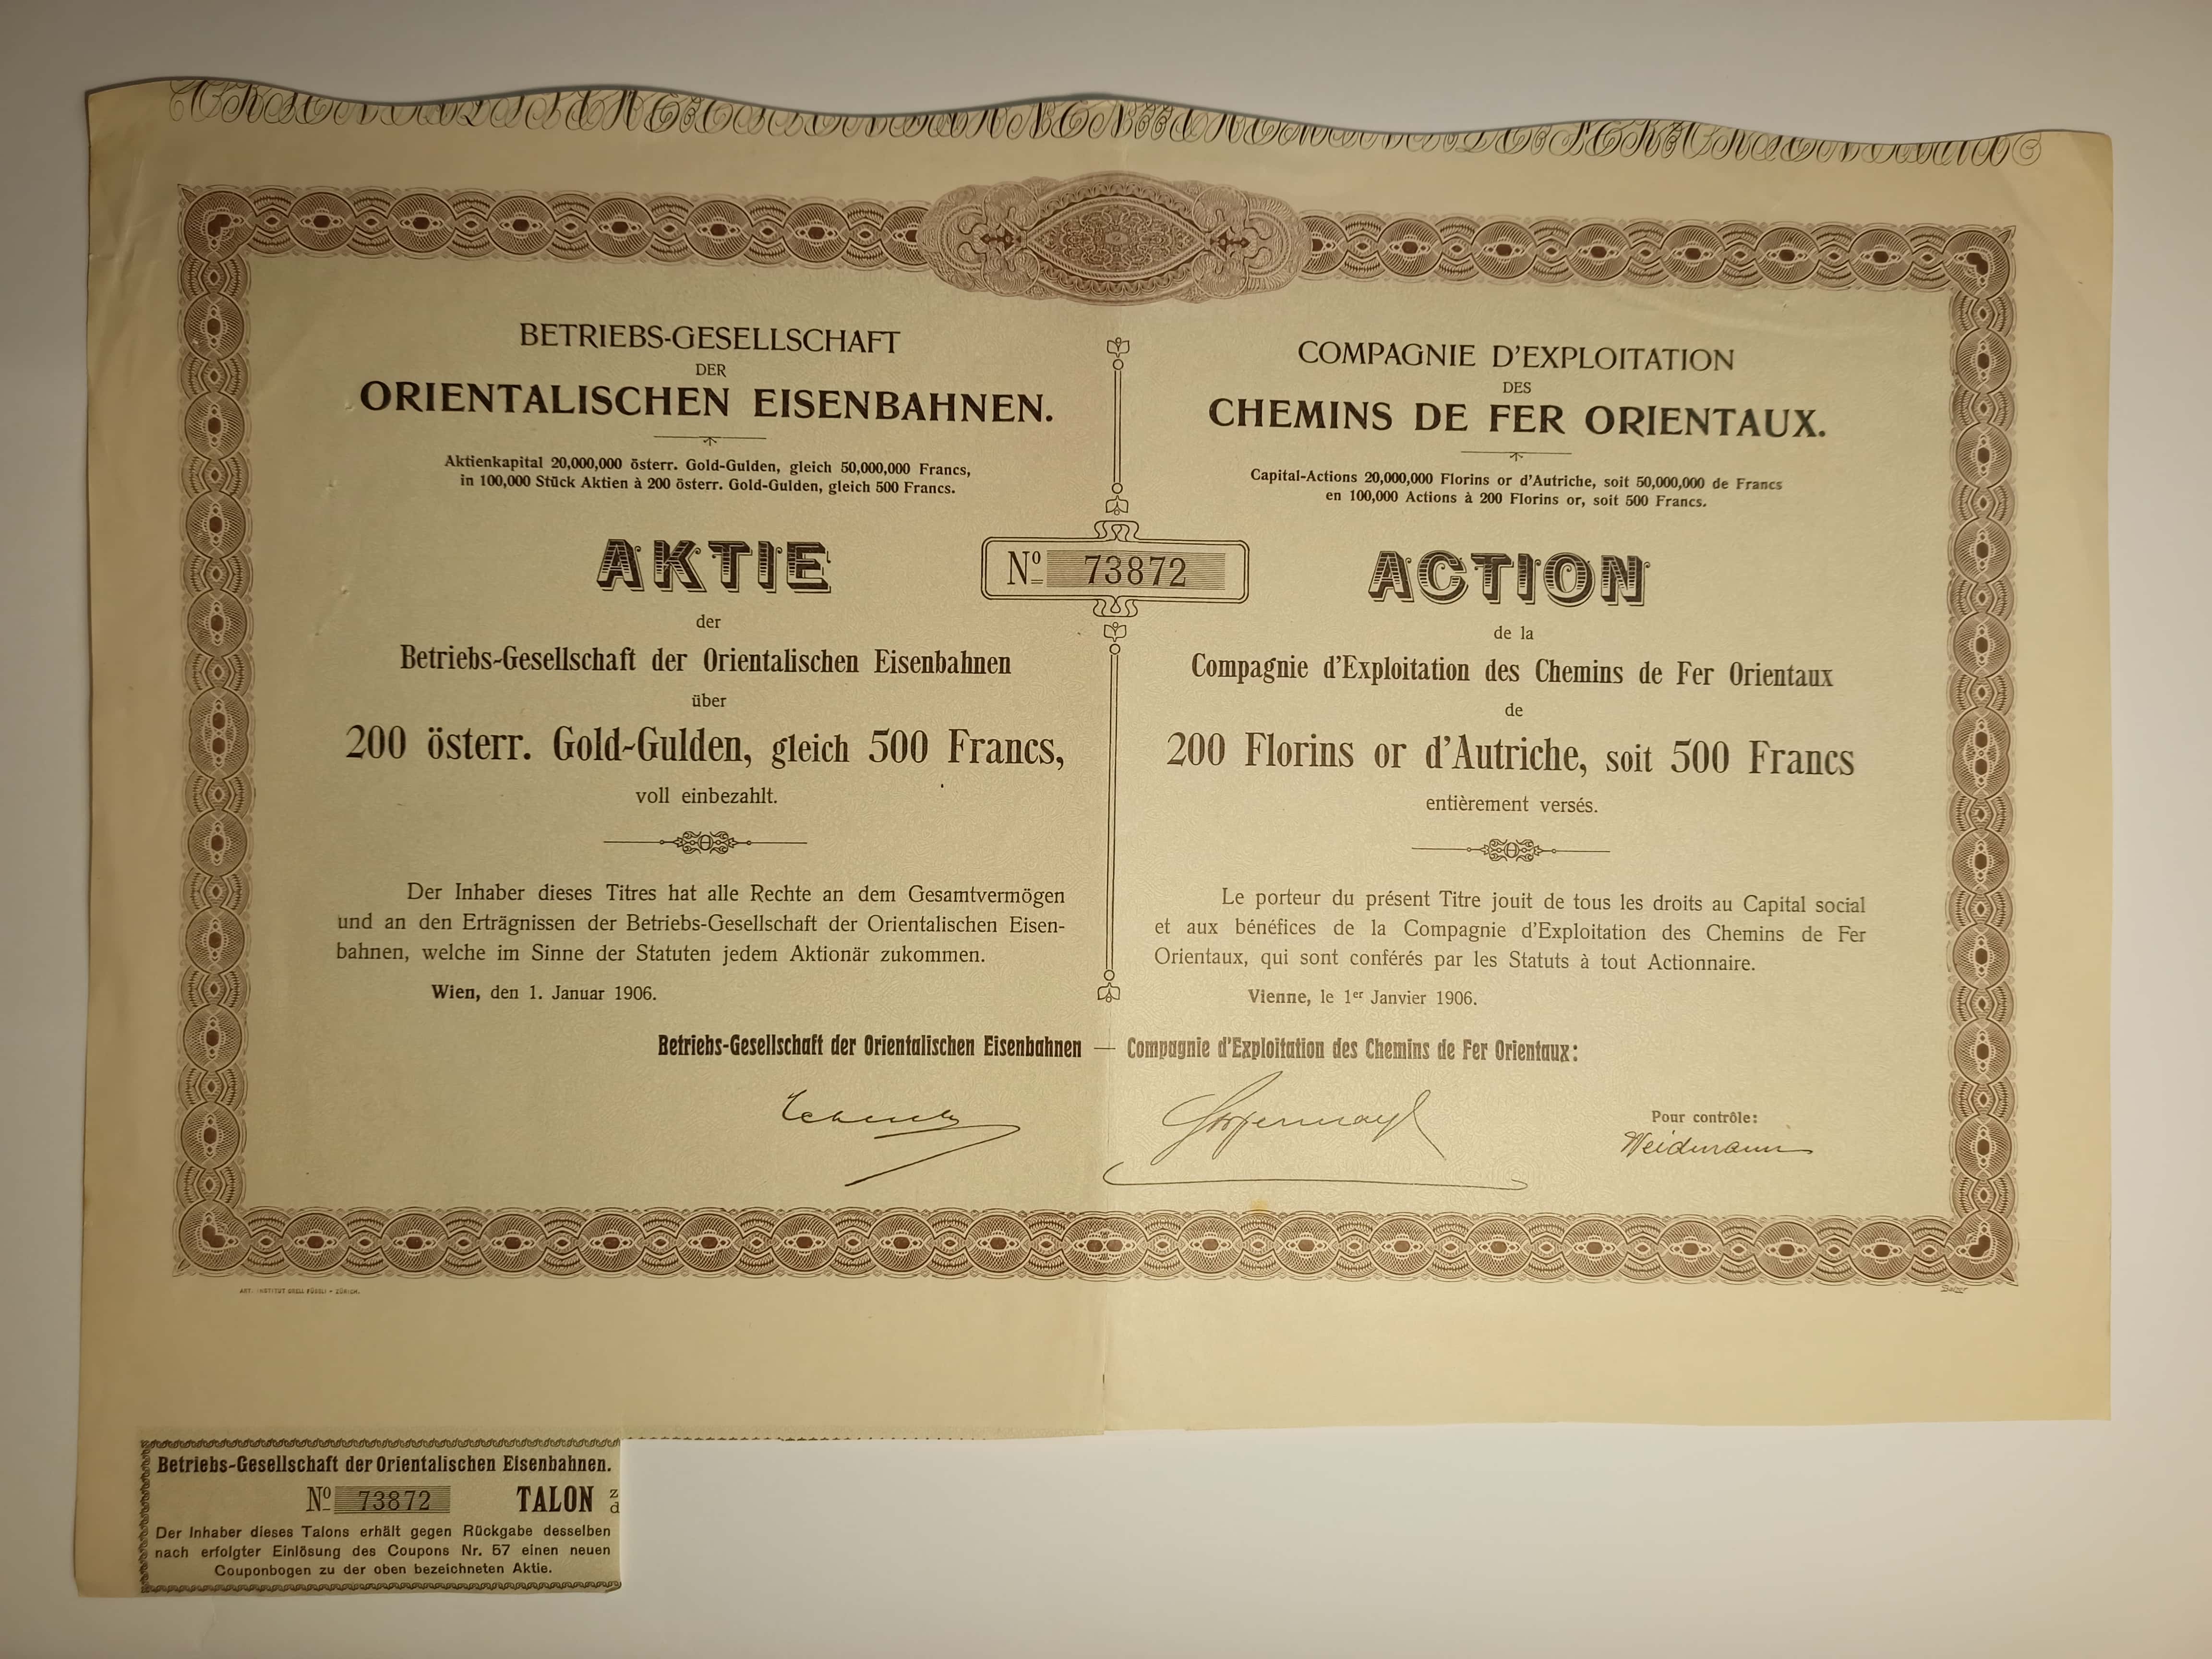 BETRIEBS-GESELLSCHAFT
DER
ORIENTALISCHEN EISENBAHNEN.
Aktienkapital 20,000,000 österr. Gold-Gulden, gleich 50,000,000 Francs,
in 100,000 Stück Aktien à 200 österr. Gold-Gulden, gleich 500 Francs.
AKTIE
der
Betriebs-Gesellschaft der Orientalischen Eisenbahnen
über
200 österr. Gold-Gulden, gleich 500 Francs,
voll einbezahlt.
Der Inhaber dieses Titres hat alle Rechte an dem Gesamtvermögen
und an den Erträgnissen der Betriebs-Gesellschaft der Orientalischen Eisen-
bahnen, welche im Sinne der Statuten jedem Aktionär zukommen.
Wien, den 1. Januar 1906.
Nº 73872
COMPAGNIE D'EXPLOITATION
DES
CHEMINS DE FER ORIENTAUX.
Capital-Actions 20,000,000 Florins or d'Autriche, soit 50,000,000 de Francs
en 100,000 Actions à 200 Florins or, soit 500 Francs.
ACTION
de la
Compagnie d'Exploitation des Chemins de Fer Orientaux
de
200 Florins or d'Autriche, soit 500 Francs
entièrement versés.
Le porteur du présent Titre jouit de tous les droits au Capital social
et aux bénéfices de la Compagnie d'Exploitation des Chemins de Fer
Orientaux, qui sont conférés par les Statuts à tout Actionnaire.
Vienne, le 1er Janvier 1906.
Betriebs-Gesellschaft der Orientalischen Eisenbahnen — Compagnie d'Exploitation des Chemins de Fer Orientaux:
Pour contrôle:
Weidmann
ART. INSTITUT ORELL FÜSSLI - ZÜRICH.
Betriebs-Gesellschaft der Orientalischen Eisenbahnen.
Nº 73872 TALON z
d
Der Inhaber dieses Talons erhält gegen Rückgabe desselben
nach erfolgter Einlösung des Coupons Nr. 57 einen neuen
Couponbogen zu der oben bezeichneten Aktie.